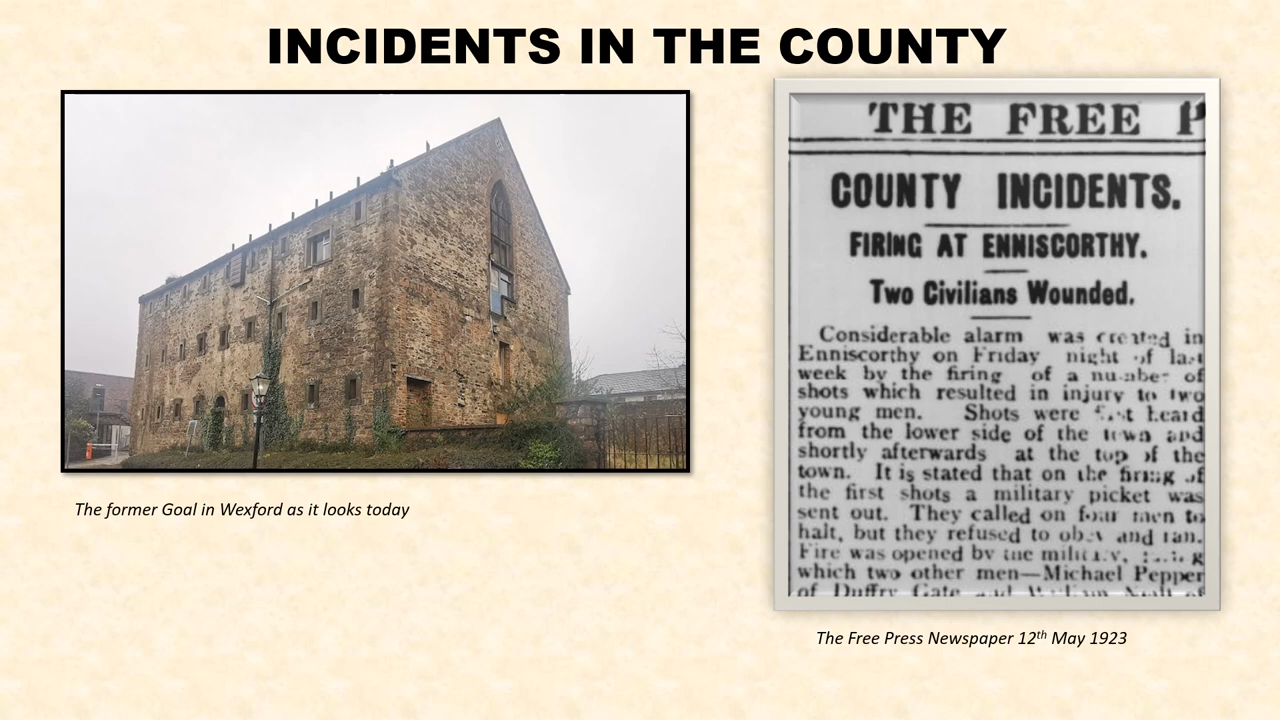 INCIDENTS IN THE COUNTY
The former Goal in Wexford as it looks today
THE FREE
COUNTY INCIDENTS.
FIRING AT ENNISCORTHY.
Two Civilians Wounded.
Considerable alarm was created in
Enniscorthy on Friday night of last
week by the firing of a number of
shots which resulted in injury to two
young men. Shots were first heard
from the lower side of the town and
shortly afterwards at the top of the
town. It is stated that on the firing of
the first shots a military picket was
sent out. They called on four men to
halt, but they refused to obey and ran.
Fire was opened by the military,
which two other men—Michael Pepper
of Duffry Gate and
The Free Press Newspaper 12th May 1923